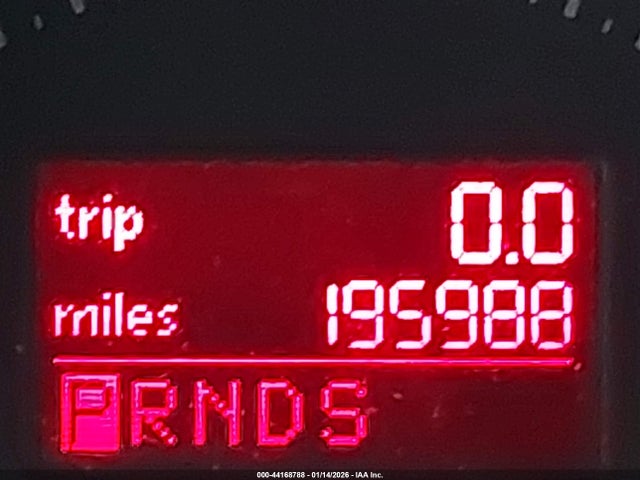 trip 0.0
miles 195988
PRNDS
000-44168788 - 01/14/2026 - IAA Inc.